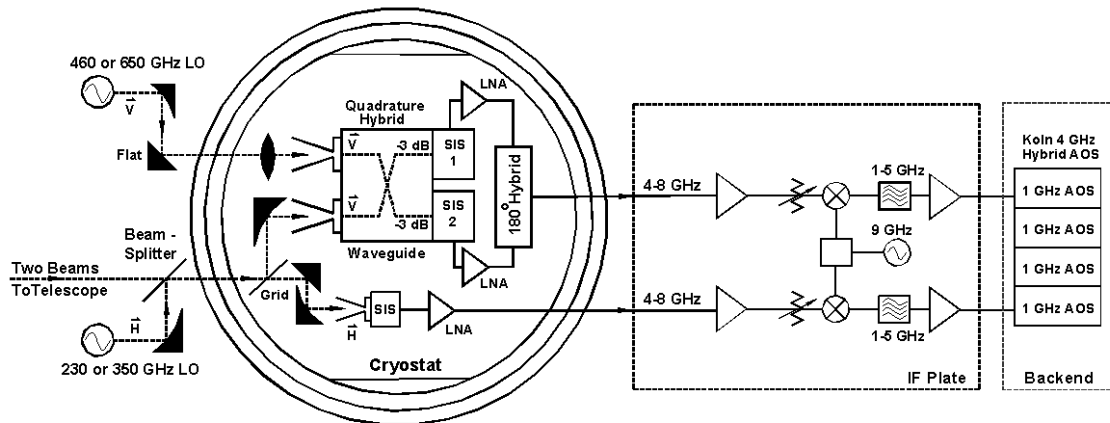 460 or 650 GHz LO
V
Flat
Quadrature
Hybrid
LNA
V
-3 dB
SIS
1
V
-3 dB
SIS
2
Waveguide
LNA
180° Hybrid
Beam -
Splitter
Two Beams
ToTelescope
Grid
H
230 or 350 GHz LO
H
SIS
LNA
Cryostat
4-8 GHz
1-5 GHz
9 GHz
4-8 GHz
1-5 GHz
IF Plate
Koln 4 GHz
Hybrid AOS
1 GHz AOS
1 GHz AOS
1 GHz AOS
1 GHz AOS
Backend